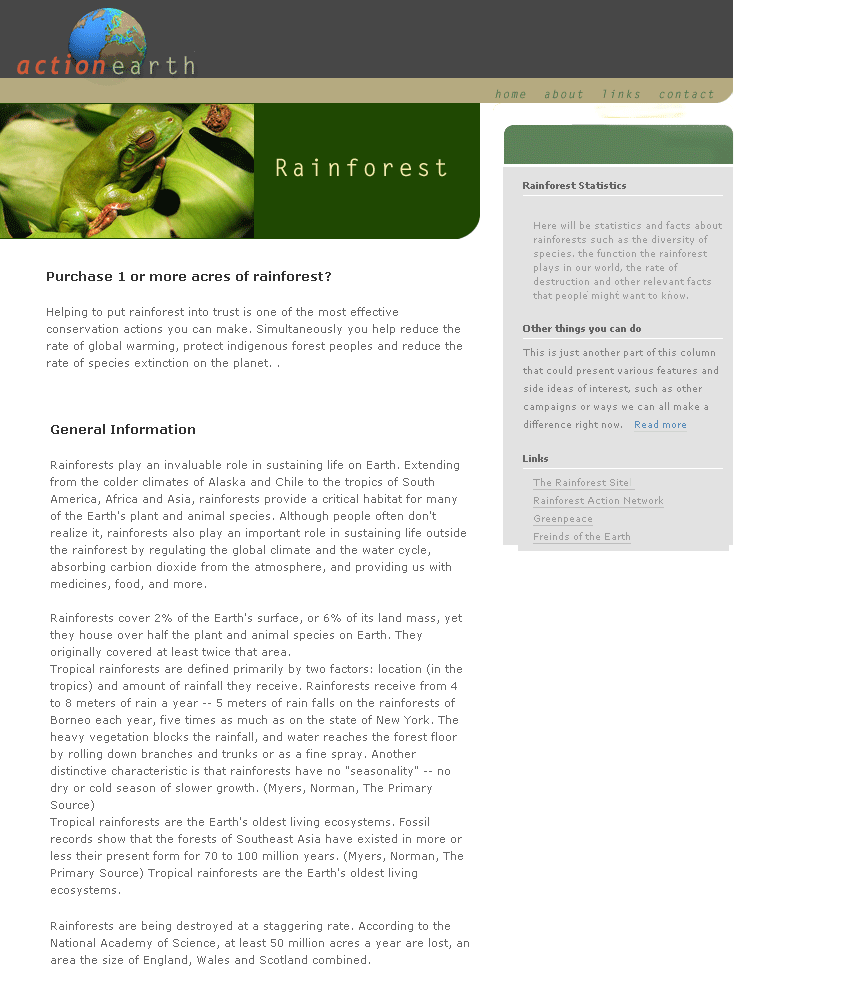 actionearth
home about links contact
Rainforest
Purchase 1 or more acres of rainforest?
Helping to put rainforest into trust is one of the most effective
conservation actions you can make. Simultaneously you help reduce the
rate of global warming, protect indigenous forest peoples and reduce the
rate of species extinction on the planet. .
General Information
Rainforests play an invaluable role in sustaining life on Earth. Extending
from the colder climates of Alaska and Chile to the tropics of South
America, Africa and Asia, rainforests provide a critical habitat for many
of the Earth's plant and animal species. Although people often don't
realize it, rainforests also play an important role in sustaining life outside
the rainforest by regulating the global climate and the water cycle,
absorbing carbion dioxide from the atmosphere, and providing us with
medicines, food, and more.
Rainforests cover 2% of the Earth's surface, or 6% of its land mass, yet
they house over half the plant and animal species on Earth. They
originally covered at least twice that area.
Tropical rainforests are defined primarily by two factors: location (in the
tropics) and amount of rainfall they receive. Rainforests receive from 4
to 8 meters of rain a year -- 5 meters of rain falls on the rainforests of
Borneo each year, five times as much as on the state of New York. The
heavy vegetation blocks the rainfall, and water reaches the forest floor
by rolling down branches and trunks or as a fine spray. Another
distinctive characteristic is that rainforests have no "seasonality" -- no
dry or cold season of slower growth. (Myers, Norman, The Primary
Source)
Tropical rainforests are the Earth's oldest living ecosystems. Fossil
records show that the forests of Southeast Asia have existed in more or
less their present form for 70 to 100 million years. (Myers, Norman, The
Primary Source) Tropical rainforests are the Earth's oldest living
ecosystems.
Rainforests are being destroyed at a staggering rate. According to the
National Academy of Science, at least 50 million acres a year are lost, an
area the size of England, Wales and Scotland combined.
Rainforest Statistics
Here will be statistics and facts about
rainforests such as the diversity of
species. the function the rainforest
plays in our world, the rate of
destruction and other relevant facts
that people might want to know.
Other things you can do
This is just another part of this column
that could present various features and
side ideas of interest, such as other
campaigns or ways we can all make a
difference right now. Read more
Links
The Rainforest Site
Rainforest Action Network
Greenpeace
Freinds of the Earth